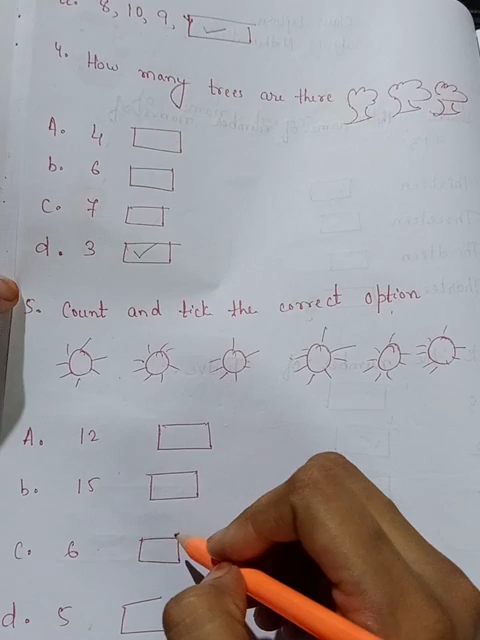 8, 10, 9,
4. How many trees are there
A. 4
b. 6
C. 7
d. 3
5. Count and tick the correct option
A. 12
b. 15
C. 6
d. 5